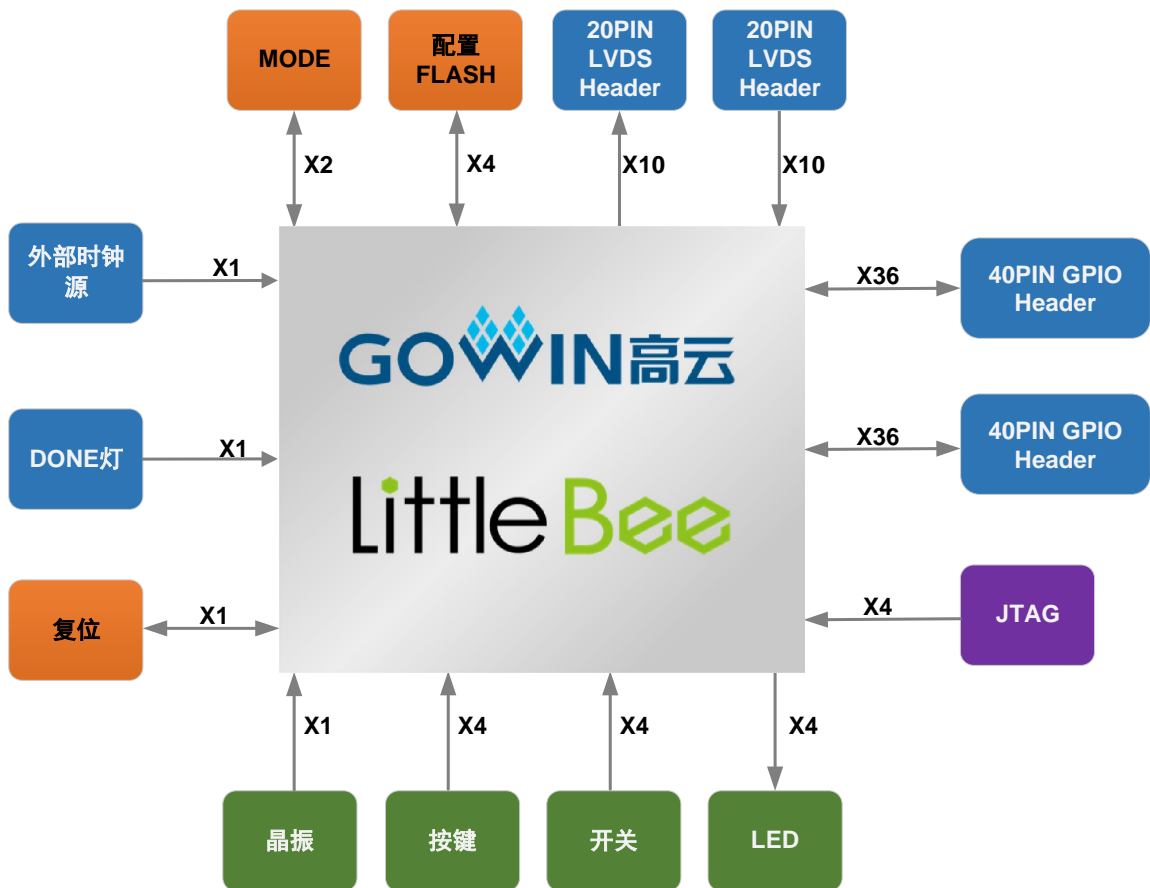 MODE
配置
FLASH
20PIN
LVDS
Header
20PIN
LVDS
Header
X2
X4
X10
X10
外部时钟
源
X1
X36
40PIN GPIO
Header
GOWIN高云
DONE灯
X1
X36
40PIN GPIO
Header
LittleBee
复位
X1
X4
JTAG
X1
X4
X4
X4
晶振
按键
开关
LED